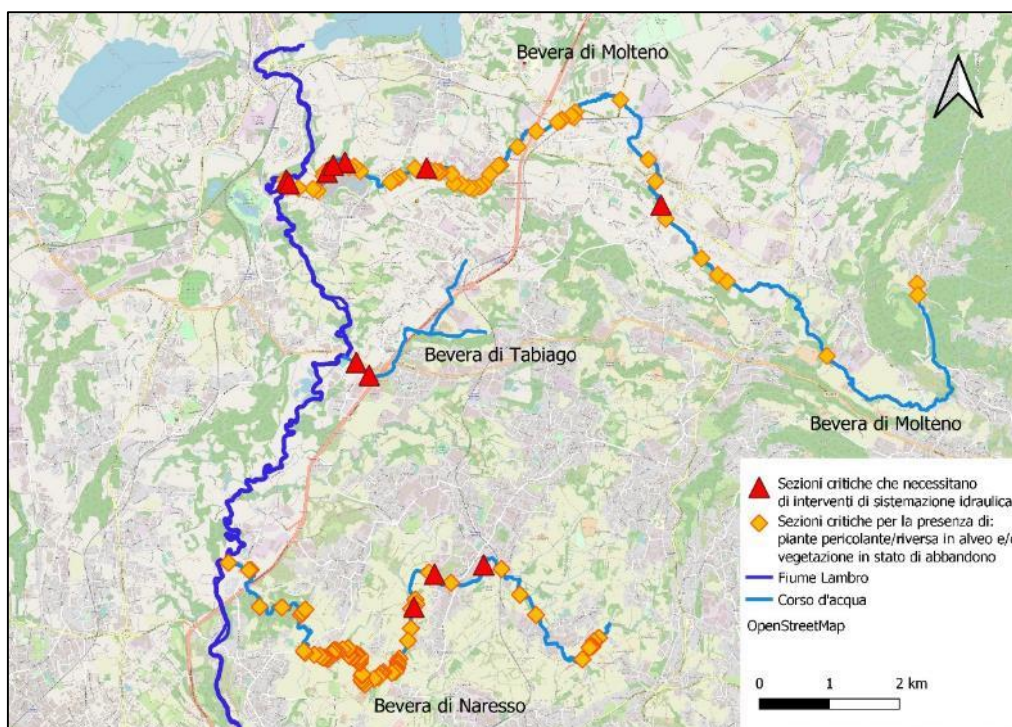 Bevera di Molteno
Bevera di Tabiago
Bevera di Molteno
Sezioni critiche che necessitano
di interventi di sistemazione idraulica
Sezioni critiche per la presenza di:
piante pericolante/riversa in alveo e/o
vegetazione in stato di abbandono
Fiume Lambro
Corso d'acqua
OpenStreetMap
0 1 2 km
Bevera di Naresso